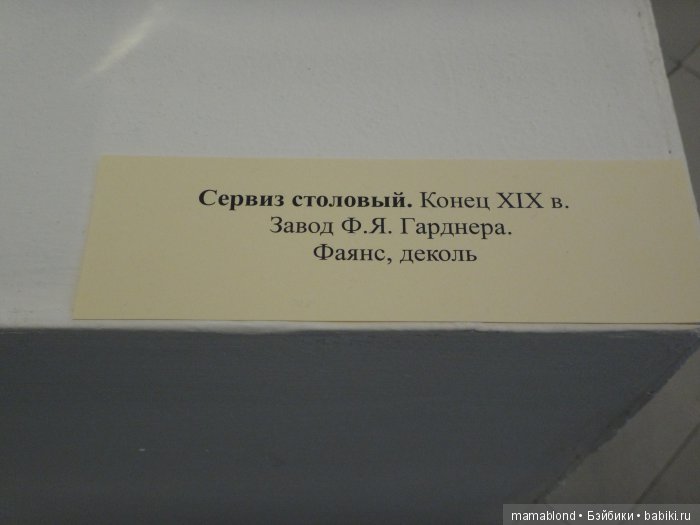 Сервиз столовый. Конец XIX в.
Завод Ф.Я. Гарднера.
Фаянс, деколь
mamablond • Бэйбики • babiki.ru